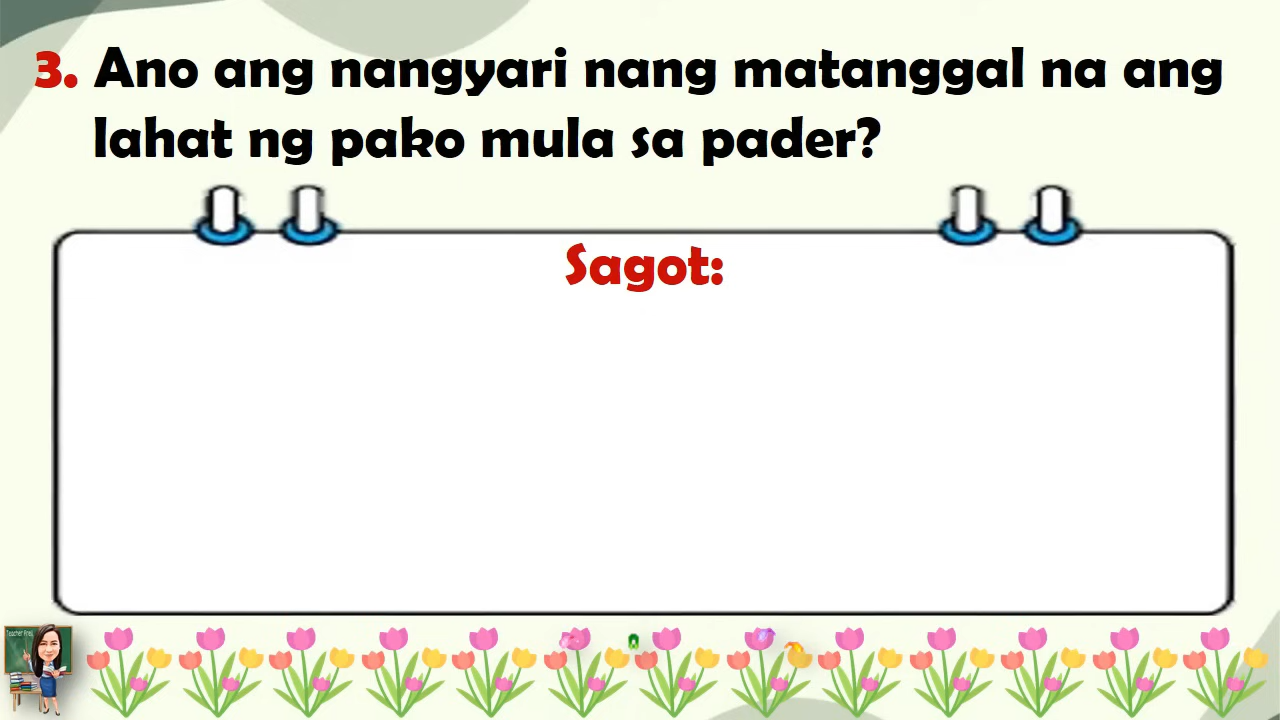 3. Ano ang nangyari nang matanggal na ang
lahat ng pako mula sa pader?
Sagot: